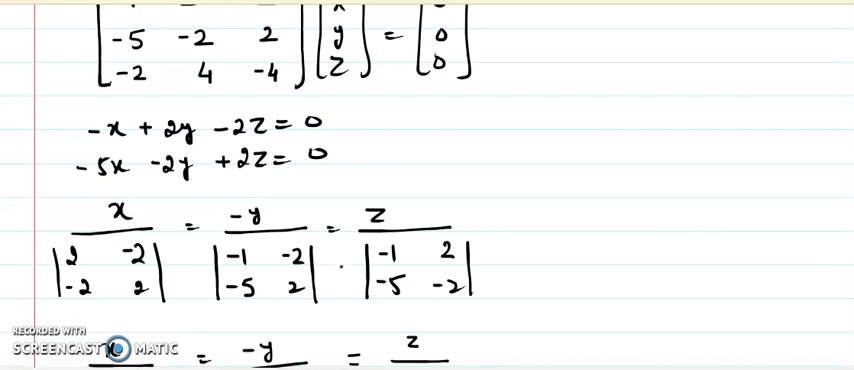 -5 -2 2 y = 0
-2 4 -4 z 0
-x + 2y - 2z = 0
-5x - 2y + 2z = 0
x = -y = z
|2 -2| |-1 -2| . |-1 2|
|-2 2| |-5 2| |-5 -2|
RECORDED WITH
SCREENCAST MATIC
x = -y = z